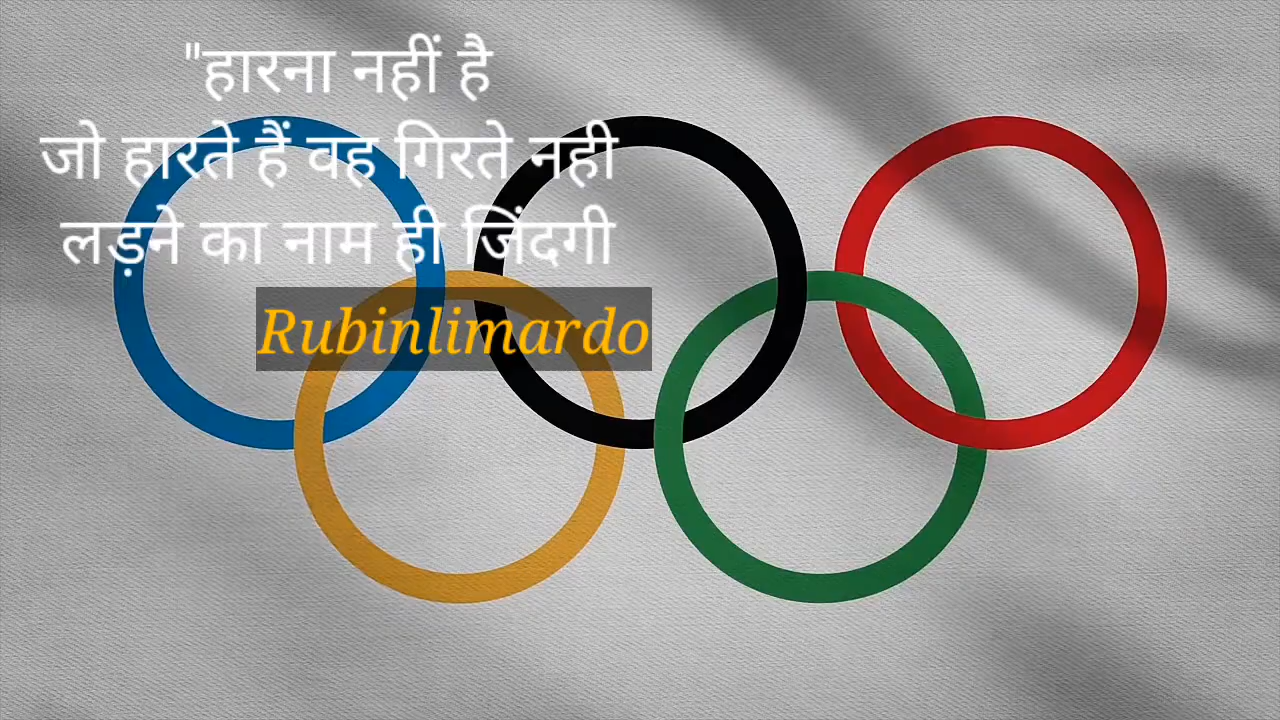 "हारना नहीं है
जो हारते हैं वह गिरते नही
लड़ने का नाम ही जिंदगी
Rubinlimardo